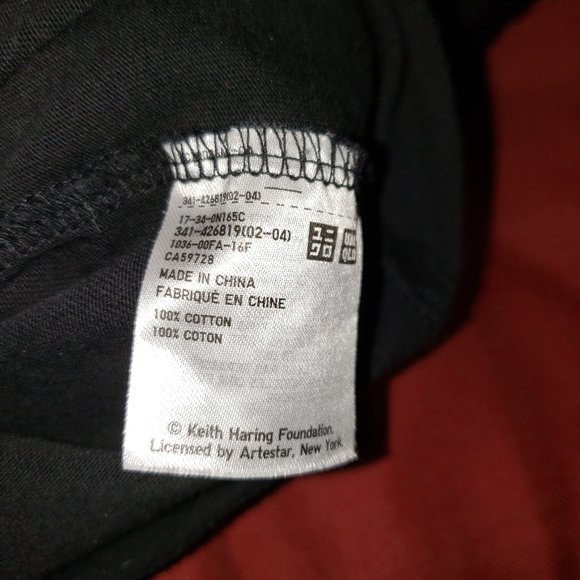 341-426819(02-04)
17-34-0N165C
341-426819(02-04)
1036-00FA-16F
CA59728
ユニ
クロ
UNI
QLO
MADE IN CHINA
FABRIQUÉ EN CHINE
100% COTTON
100% COTON
© Keith Haring Foundation.
Licensed by Artestar, New York.